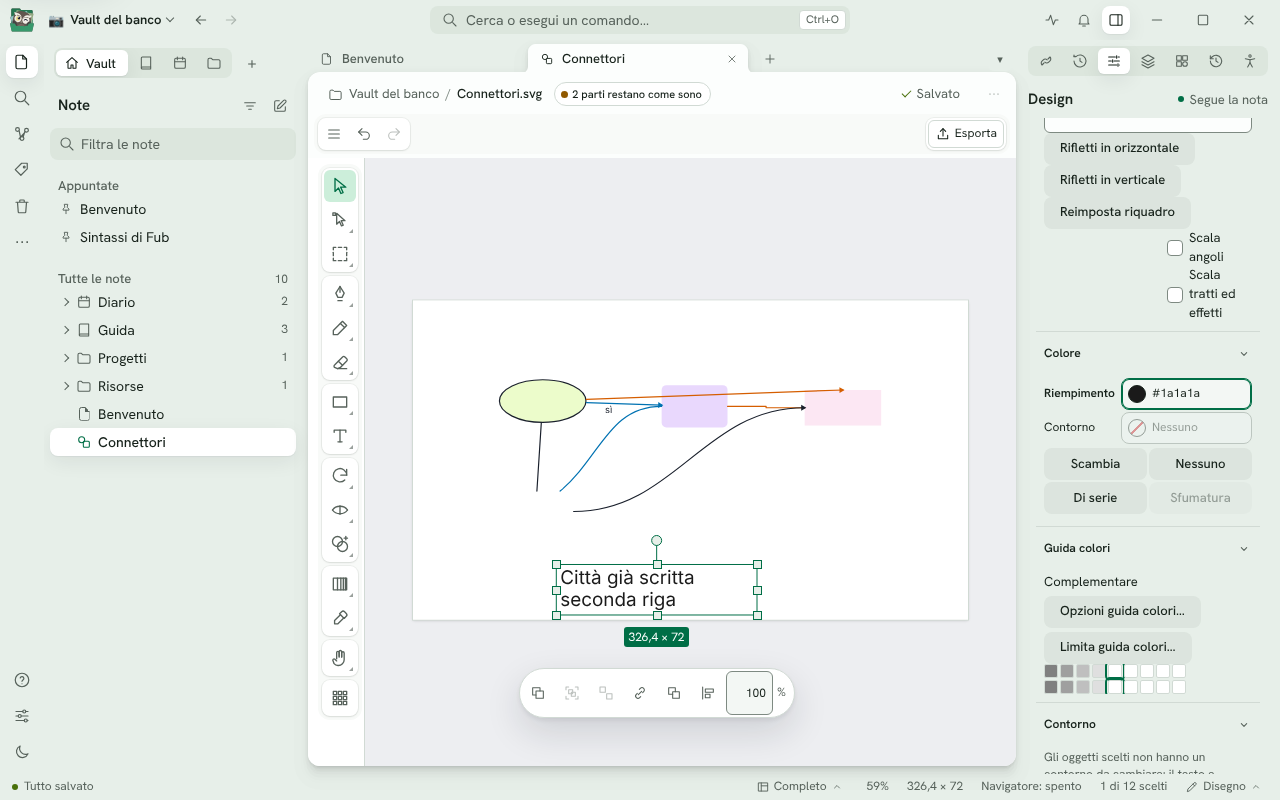 Vault del banco
Cerca o esegui un comando…
Ctrl+O
Vault
Note
Filtra le note
Appuntate
Benvenuto
Sintassi di Fub
Tutte le note 10
Diario 2
Guida 3
Progetti 1
Risorse 1
Benvenuto
Connettori
Benvenuto
Connettori
Vault del banco / Connettori.svg
2 parti restano come sono
Salvato
Esporta
sì
Città già scritta
seconda riga
326,4 × 72
100 %
Design
Segue la nota
Rifletti in orizzontale
Rifletti in verticale
Reimposta riquadro
Scala
angoli
Scala
tratti ed
effetti
Colore
Riempimento #1a1a1a
Contorno Nessuno
Scambia Nessuno
Di serie Sfumatura
Guida colori
Complementare
Opzioni guida colori…
Limita guida colori…
Contorno
Gli oggetti scelti non hanno un
contorno da cambiare: il testo e
Tutto salvato
Completo
59%
326,4 × 72
Navigatore: spento
1 di 12 scelti
Disegno